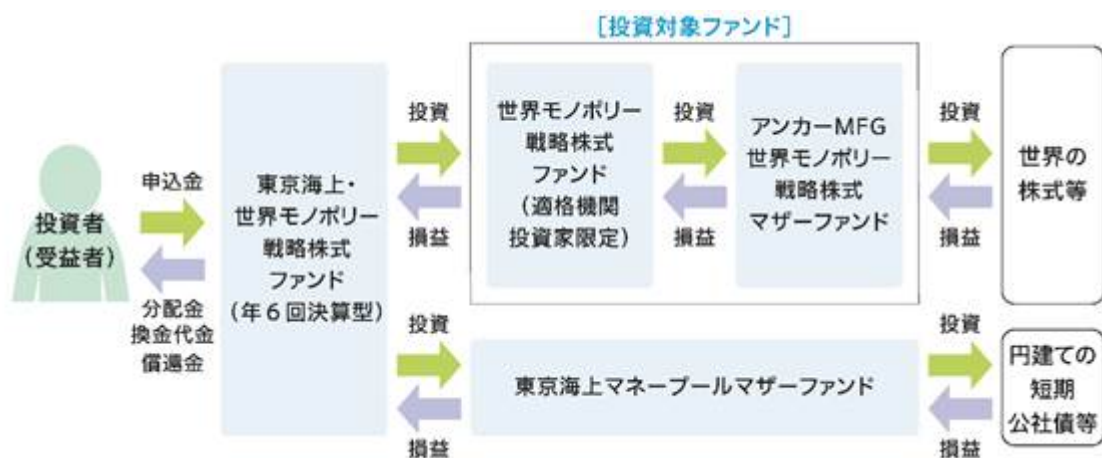 ［投資対象ファンド］
投資者
（受益者）
申込金
分配金
換金代金
償還金
東京海上・
世界モノポリー
戦略株式
ファンド
（年６回決算型）
投資
損益
世界モノポリー
戦略株式
ファンド
（適格機関
投資家限定）
投資
損益
アンカーMFG
世界モノポリー
戦略株式
マザーファンド
投資
損益
世界の
株式等
投資
損益
東京海上マネープールマザーファンド
投資
損益
円建ての
短期
公社債等